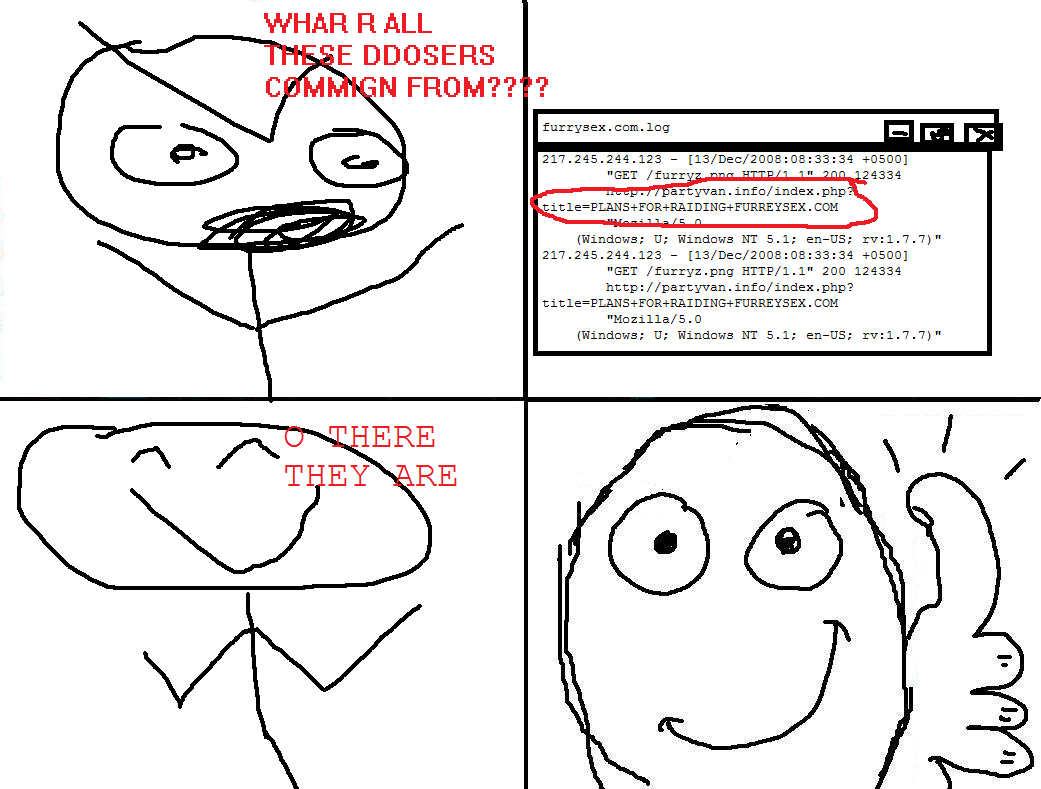 WHAR R ALL
THESE DDOSERS
COMMIGN FROM????
furrysex.com.log
217.245.244.123 - [13/Dec/2008:08:33:34 +0500]
"GET /furryz.png HTTP/1.1" 200 124334
http://partyvan.info/index.php?
title=PLANS+FOR+RAIDING+FURREYSEX.COM
"Mozilla/5.0
(Windows; U; Windows NT 5.1; en-US; rv:1.7.7)"
217.245.244.123 - [13/Dec/2008:08:33:34 +0500]
"GET /furryz.png HTTP/1.1" 200 124334
http://partyvan.info/index.php?
title=PLANS+FOR+RAIDING+FURREYSEX.COM
"Mozilla/5.0
(Windows; U; Windows NT 5.1; en-US; rv:1.7.7)"
O THERE
THEY ARE